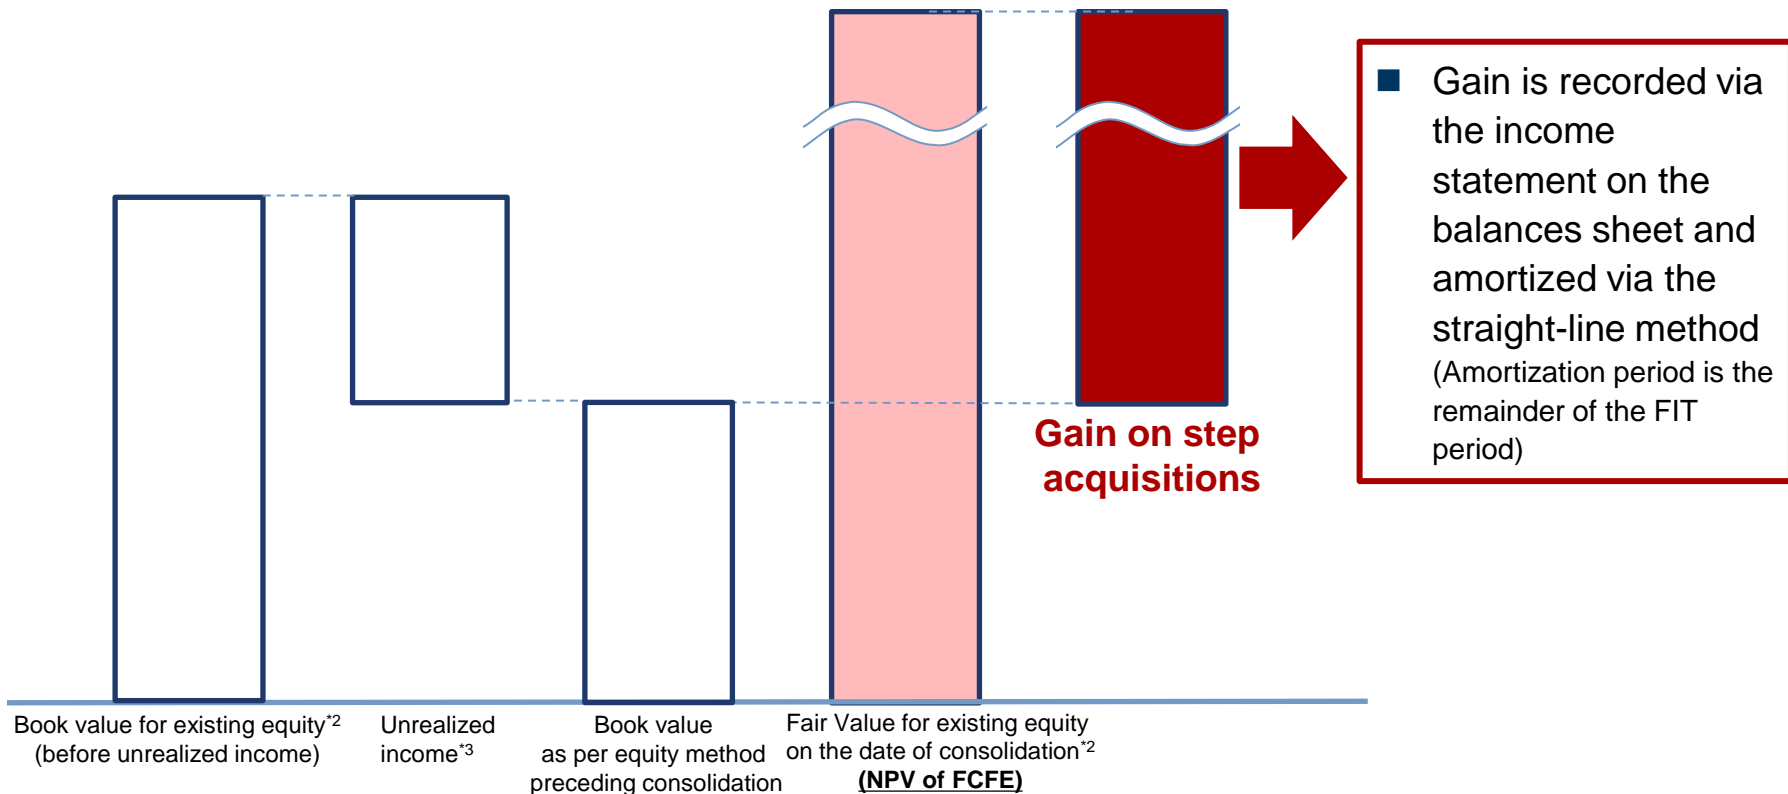 Gain is recorded via
the income
statement on the
balances sheet and
amortized via the
straight-line method
(Amortization period is the
remainder of the FIT
period)
Gain on step
acquisitions
Book value for existing equity*2
(before unrealized income)
Unrealized
income*3
Book value
as per equity method
preceding consolidation
Fair Value for existing equity
on the date of consolidation*2
(NPV of FCFE)